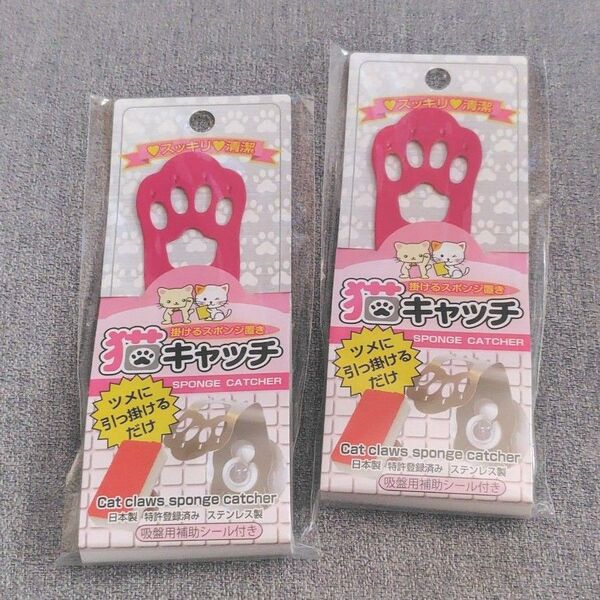 ♥スッキリ♥清潔
掛けるスポンジ置き
猫キャッチ
SPONGE CATCHER
ツメに
引っ掛ける
だけ
Cat claws sponge catcher
日本製 特許登録済み ステンレス製
吸盤用補助シール付き
♥スッキリ♥清潔
掛けるスポンジ置き
猫キャッチ
SPONGE CATCHER
ツメに
引っ掛ける
だけ
Cat claws sponge catcher
日本製 特許登録済み ステンレス製
吸盤用補助シール付き